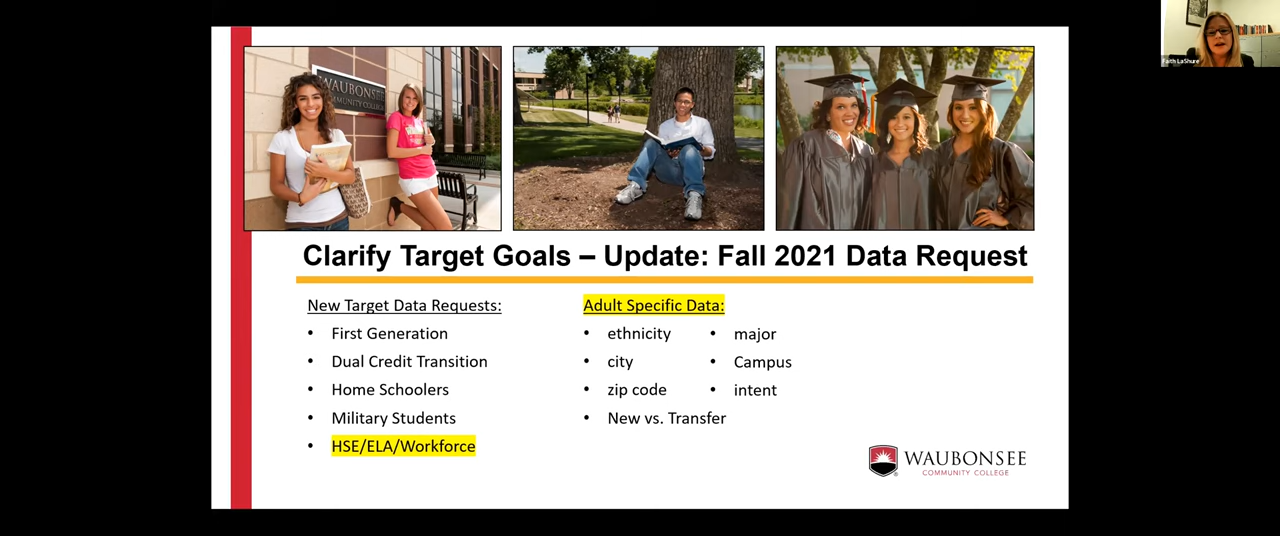 Faith LaShure
WAUBONSEE
COMMUNITY COLLEGE
Clarify Target Goals – Update: Fall 2021 Data Request
New Target Data Requests:
• First Generation
• Dual Credit Transition
• Home Schoolers
• Military Students
• HSE/ELA/Workforce
Adult Specific Data:
• ethnicity
• city
• zip code
• New vs. Transfer
• major
• Campus
• intent
WAUBONSEE
COMMUNITY COLLEGE